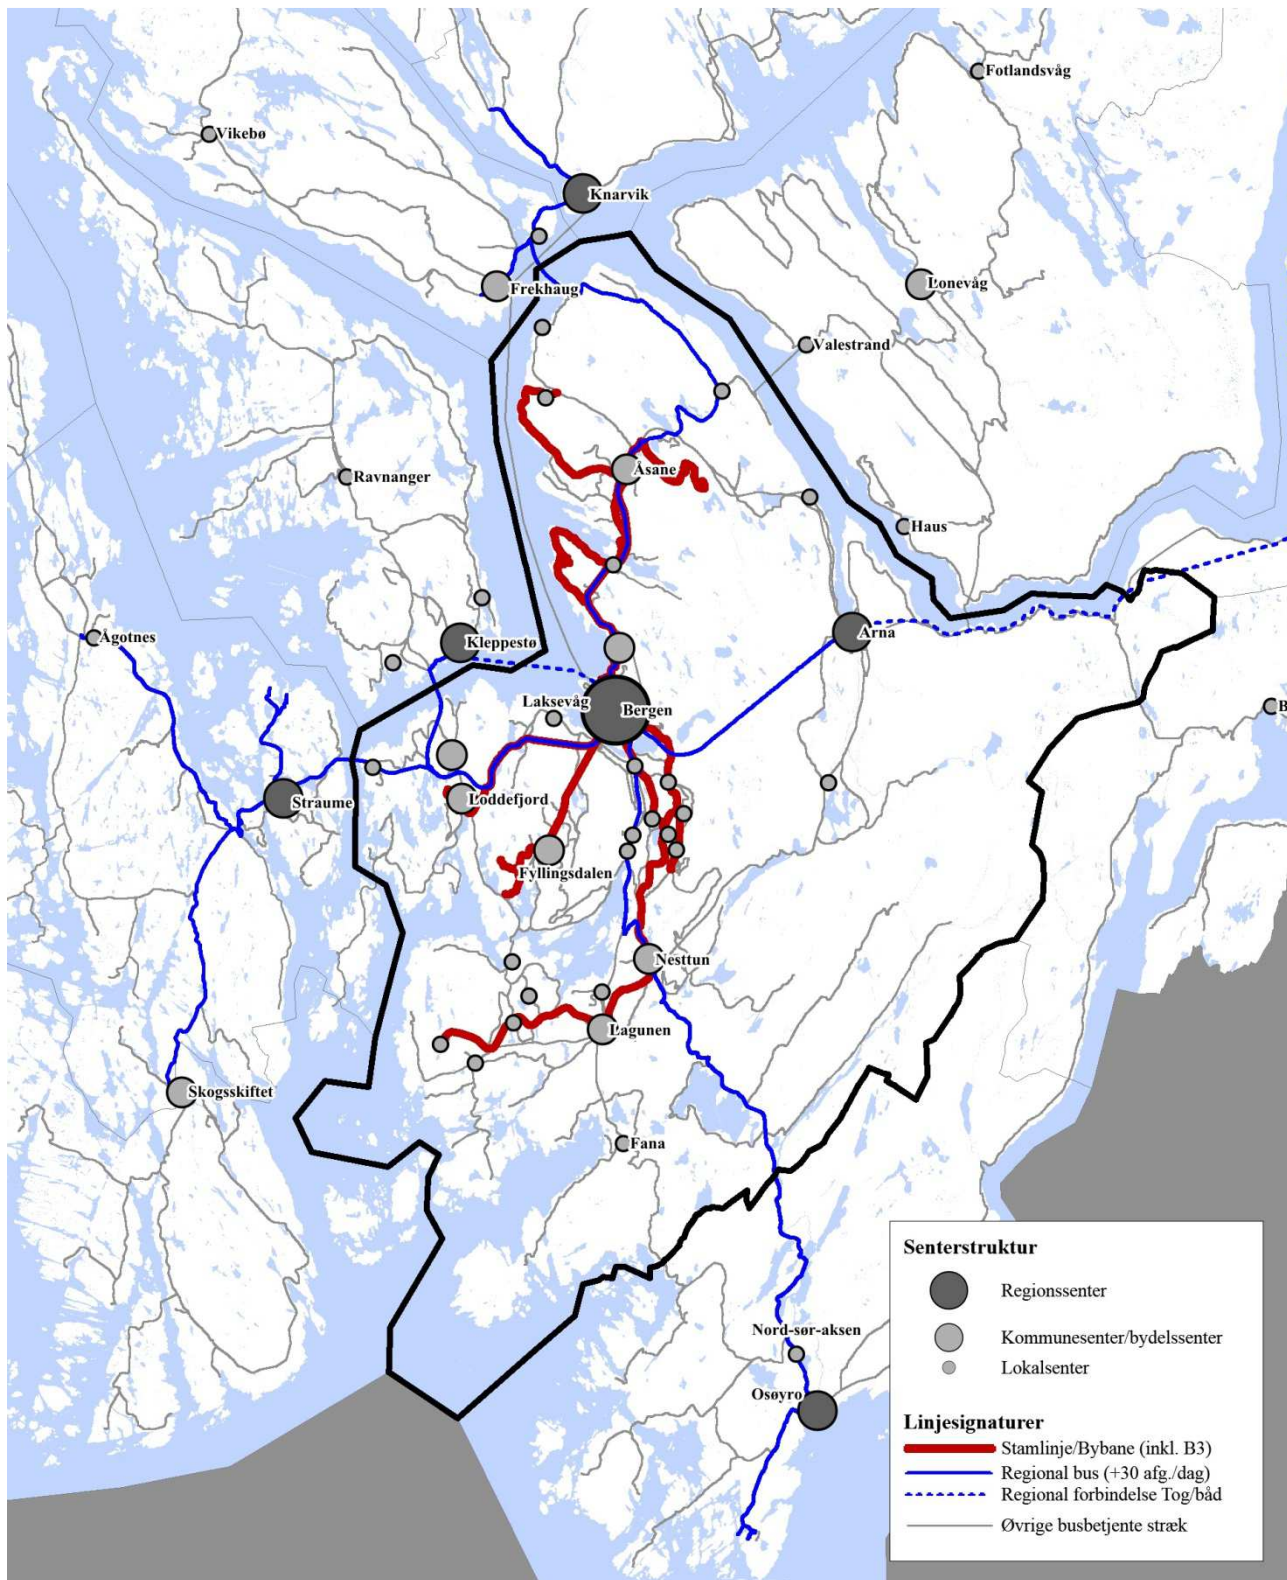 Fotlandsvåg
Vikebø
Knarvik
Frekhaug
Lonevåg
Valestrand
Åsane
Ravnanger
Haus
Ågotnes
Kleppestø
Arna
Laksevåg
Bergen
B
Straume
Loddefjord
Fyllingsdalen
Nesttun
Lagunen
Skogsskiftet
Fana
Nord-sør-aksen
Osøyro
Senterstruktur
Regionssenter
Kommunesenter/bydelssenter
Lokalsenter
Linjesignaturer
Stamlinje/Bybane (inkl. B3)
Regional bus (+30 afg./dag)
Regional forbindelse Tog/båd
Øvrige busbetjente stræk